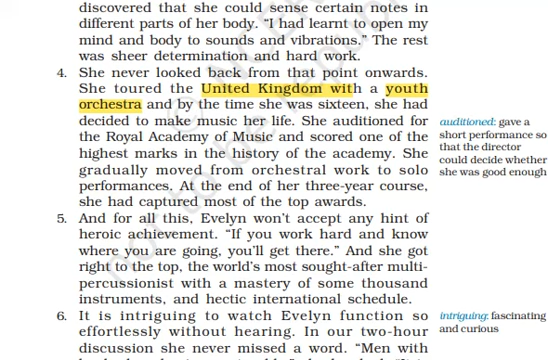 discovered that she could sense certain notes in
different parts of her body. “I had learnt to open my
mind and body to sounds and vibrations.” The rest
was sheer determination and hard work.
4. She never looked back from that point onwards.
She toured the United Kingdom with a youth
orchestra and by the time she was sixteen, she had
decided to make music her life. She auditioned for
the Royal Academy of Music and scored one of the
highest marks in the history of the academy. She
gradually moved from orchestral work to solo
performances. At the end of her three-year course,
she had captured most of the top awards.
auditioned: gave a
short performance so
that the director
could decide whether
she was good enough
5. And for all this, Evelyn won’t accept any hint of
heroic achievement. “If you work hard and know
where you are going, you’ll get there.” And she got
right to the top, the world’s most sought-after multi-
percussionist with a mastery of some thousand
instruments, and hectic international schedule.
6. It is intriguing to watch Evelyn function so
effortlessly without hearing. In our two-hour
discussion she never missed a word. “Men with
intriguing: fascinating
and curious